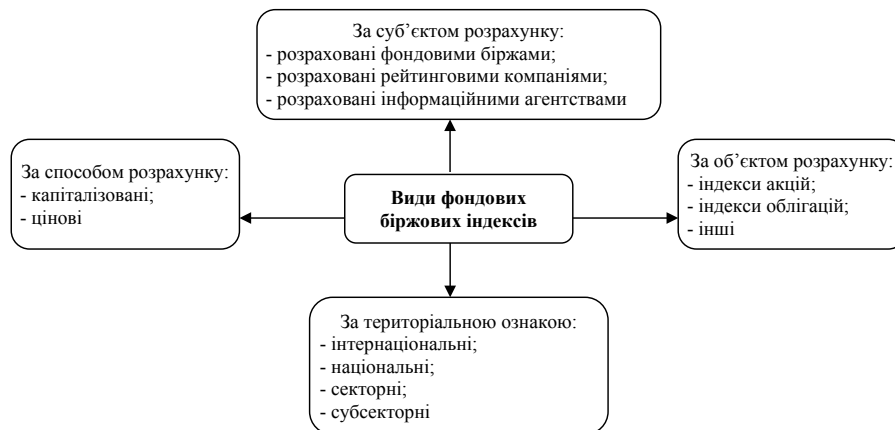 За суб’єктом розрахунку:
- розраховані фондовими біржами;
- розраховані рейтинговими компаніями;
- розраховані інформаційними агентствами
За способом розрахунку:
- капіталізовані;
- цінові
Види фондових
біржових індексів
За об’єктом розрахунку:
- індекси акцій;
- індекси облігацій;
- інші
За територіальною ознакою:
- інтернаціональні;
- національні;
- секторні;
- субсекторні